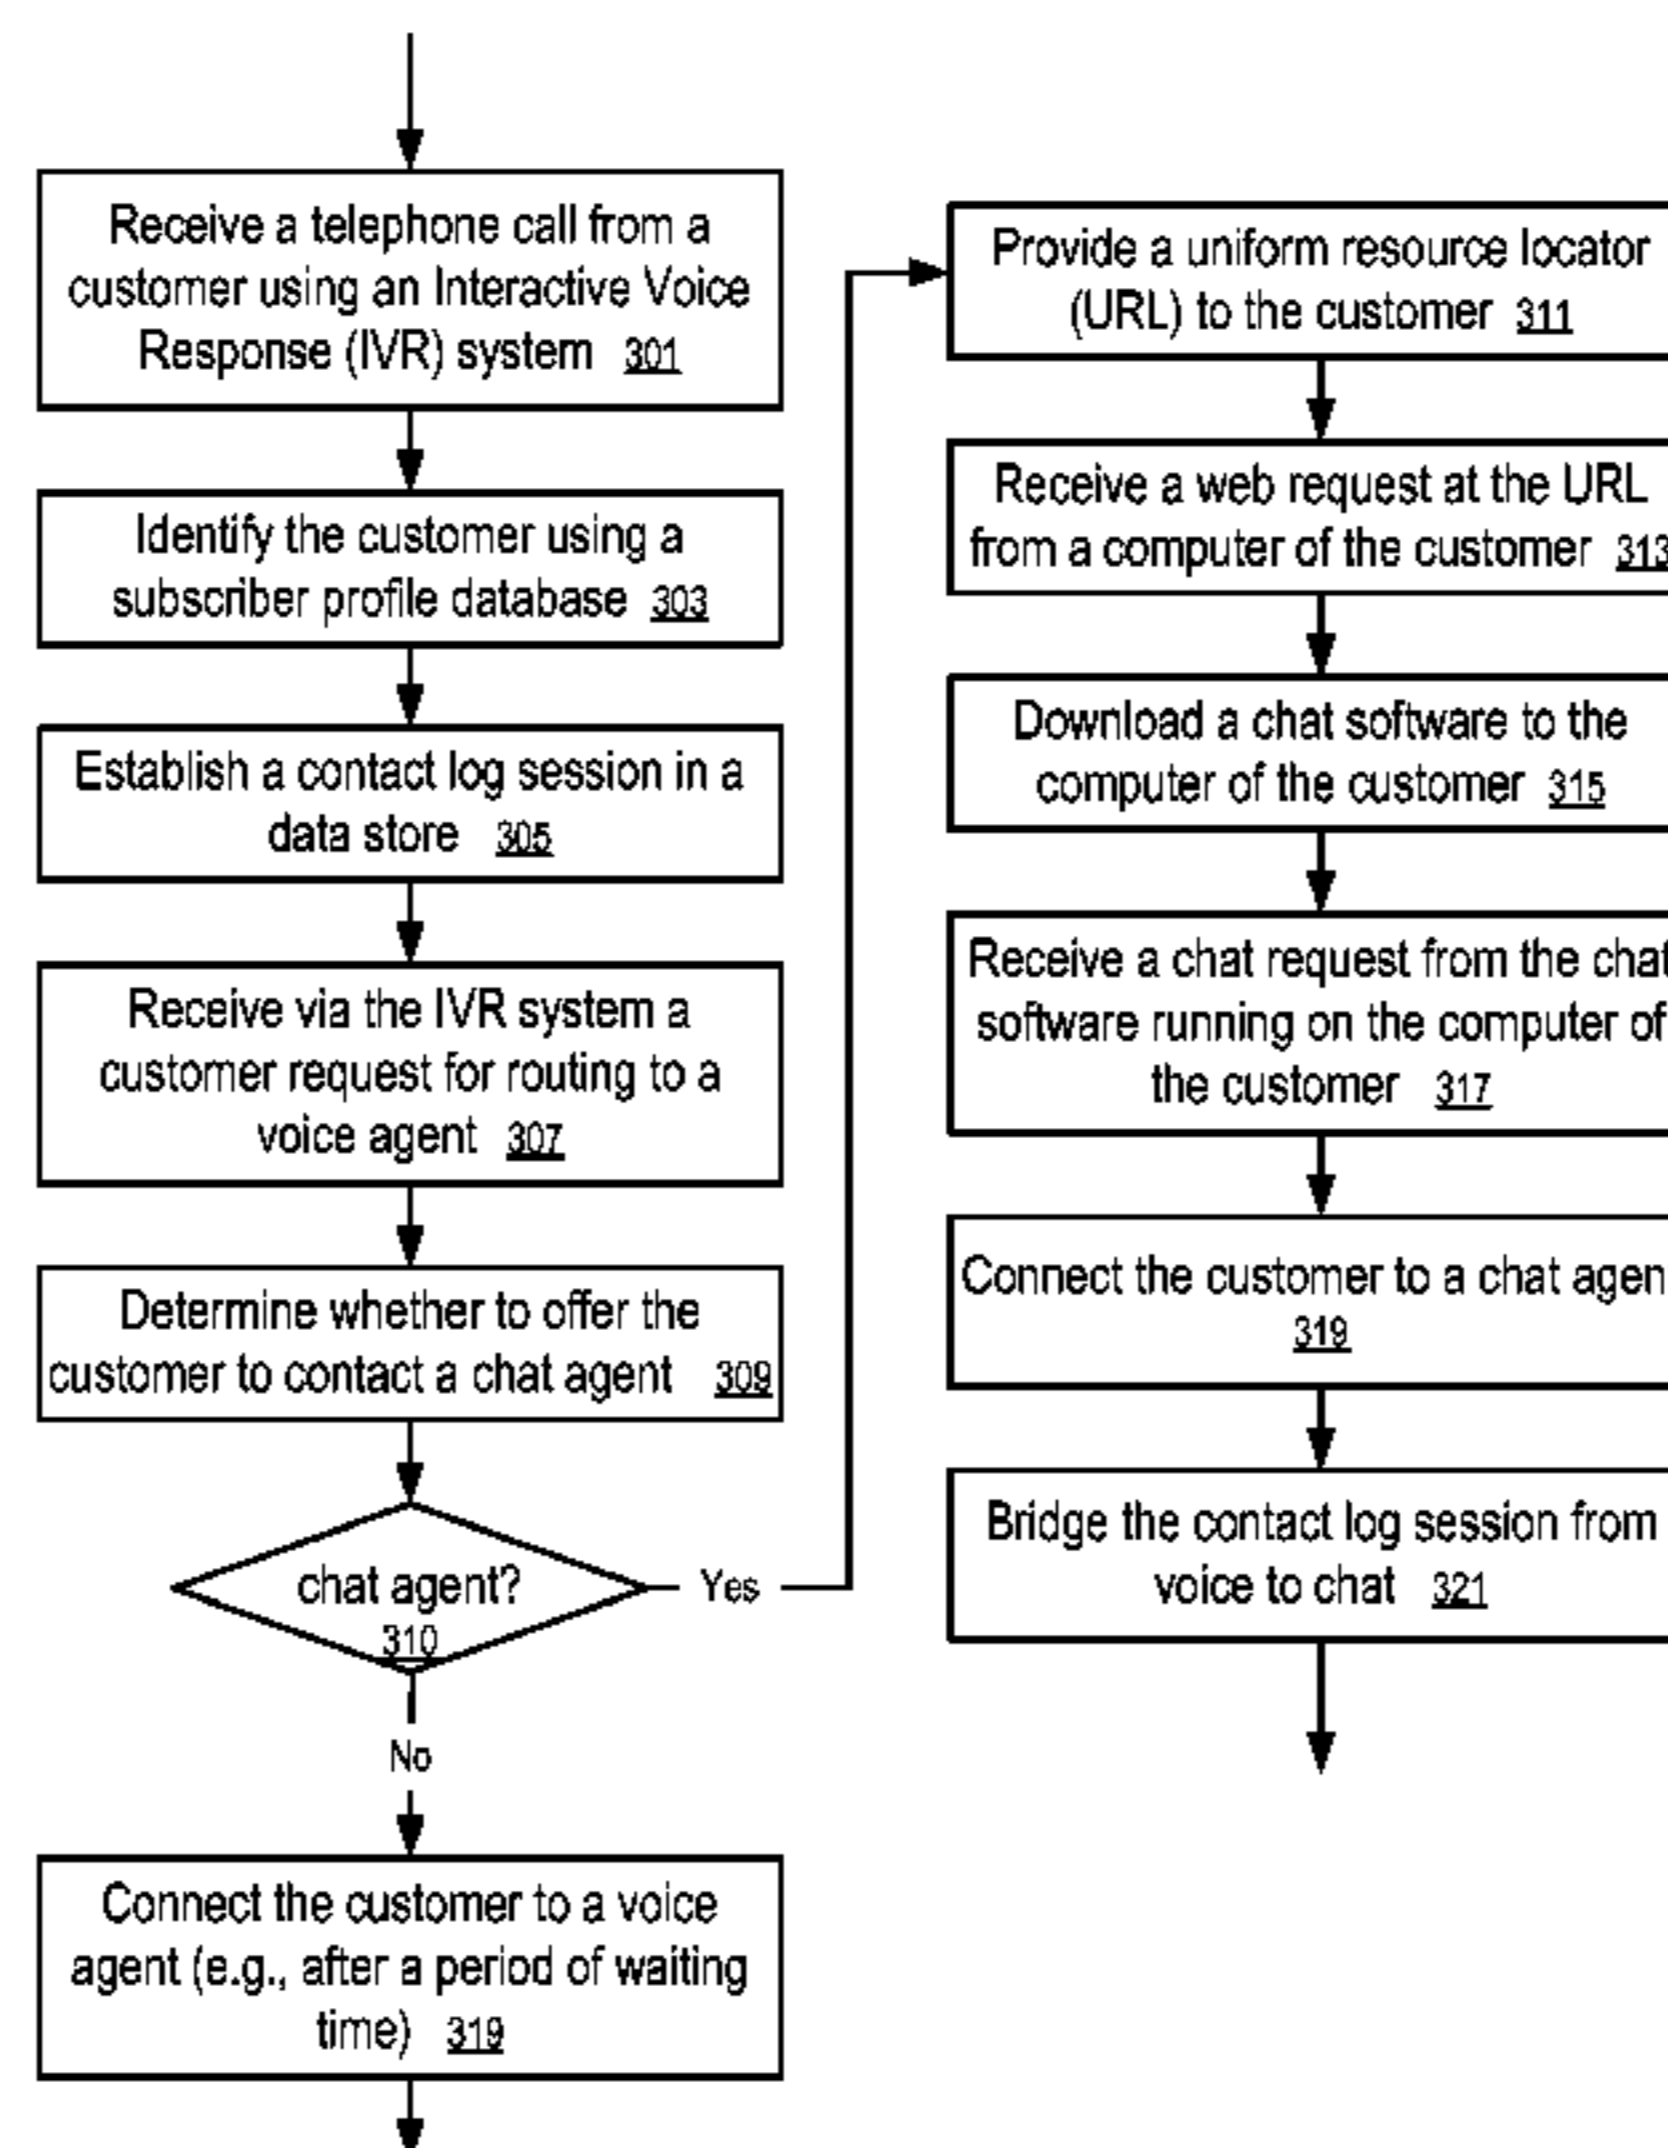 Receive a telephone call from a
customer using an Interactive Voice
Response (IVR) system 301
Identify the customer using a
subscriber profile database 303
Establish a contact log session in a
data store 305
Receive via the IVR system a
customer request for routing to a
voice agent 307
Determine whether to offer the
customer to contact a chat agent 309
chat agent?
310
Yes
No
Connect the customer to a voice
agent (e.g., after a period of waiting
time) 319
Provide a uniform resource locator
(URL) to the customer 311
Receive a web request at the URL
from a computer of the customer 313
Download a chat software to the
computer of the customer 315
Receive a chat request from the chat
software running on the computer of
the customer 317
Connect the customer to a chat agen
319
Bridge the contact log session from
voice to chat 321